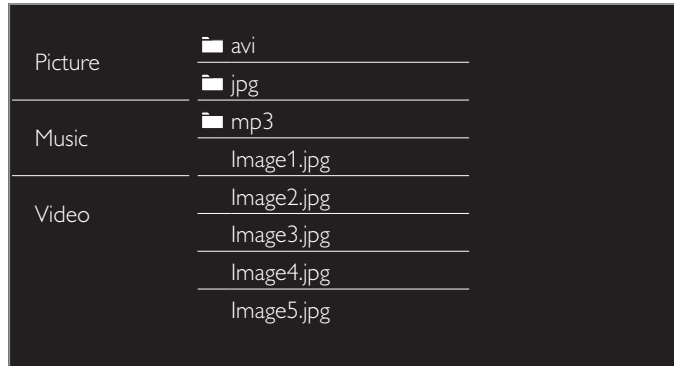 Picture
Music
Video
avi
jpg
mp3
Image1.jpg
Image2.jpg
Image3.jpg
Image4.jpg
Image5.jpg